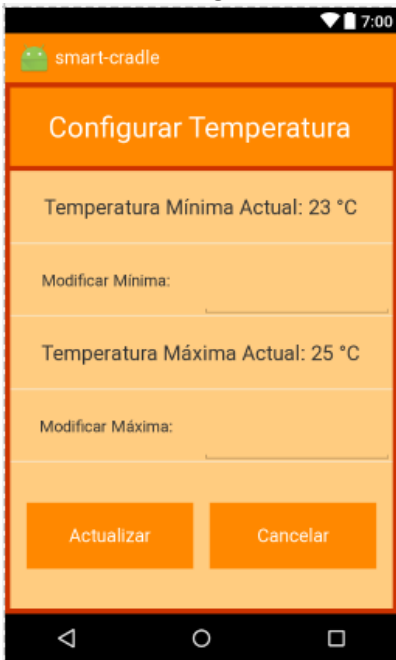 7:00
smart-cradle
Configurar Temperatura
Temperatura Mínima Actual: 23 °C
Modificar Mínima:
Temperatura Máxima Actual: 25 °C
Modificar Máxima:
Actualizar Cancelar